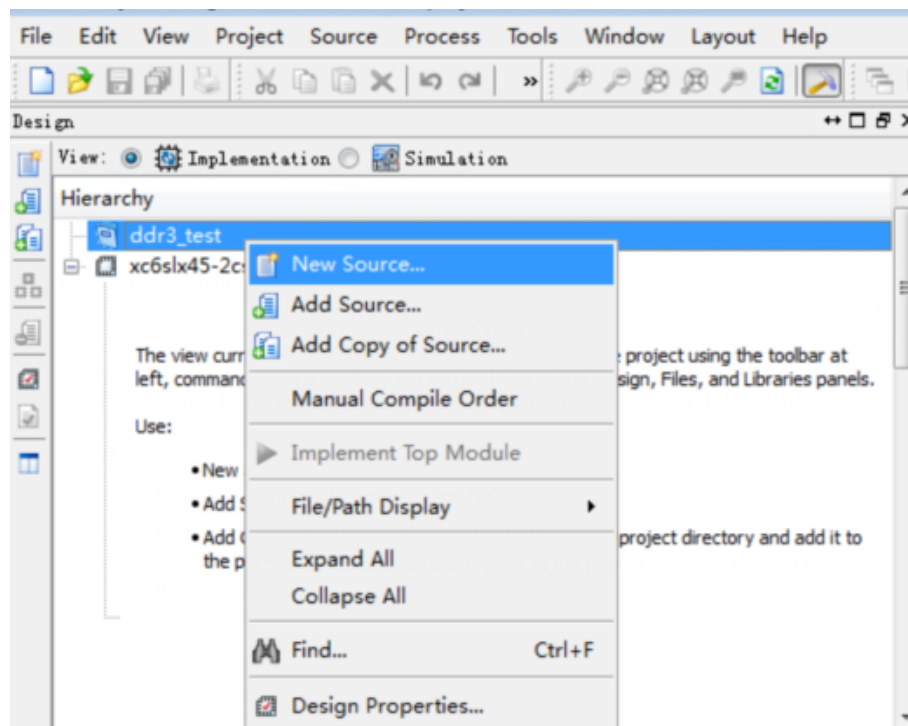 File Edit View Project Source Process Tools Window Layout Help
»
Design
View: Implementation Simulation
Hierarchy
ddr3_test
xc6slx45-2cs
New Source...
Add Source...
Add Copy of Source...
Manual Compile Order
Implement Top Module
File/Path Display
Expand All
Collapse All
Find... Ctrl+F
Design Properties...
The view curr project using the toolbar at
left, command sign, Files, and Libraries panels.
Use:
•New
•Add
•Add project directory and add it to
the p